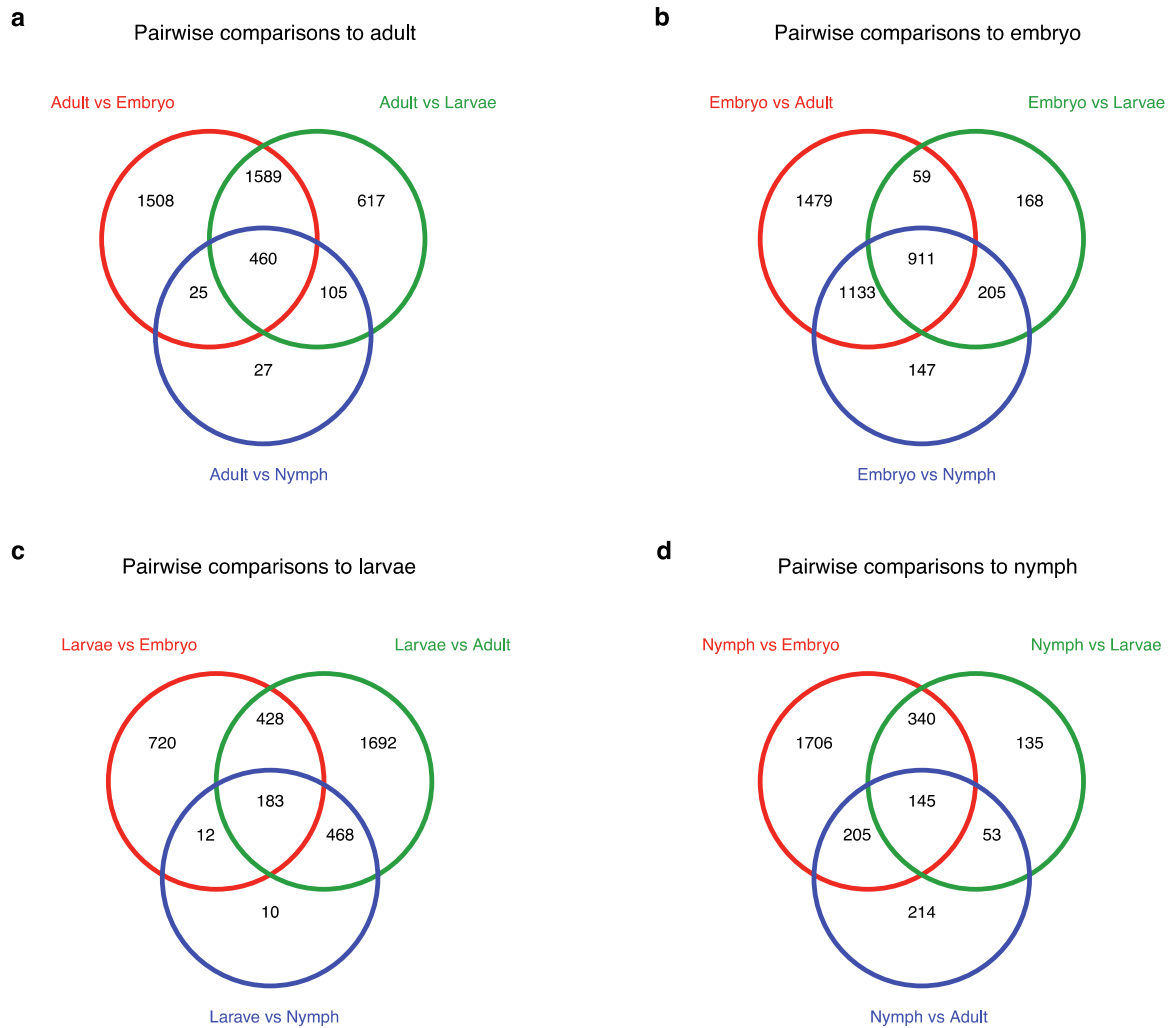 a
Pairwise comparisons to adult
Adult vs Embryo
Adult vs Larvae
1508
1589
617
460
25
105
27
Adult vs Nymph
b
Pairwise comparisons to embryo
Embryo vs Adult
Embryo vs Larvae
1479
59
168
911
1133
205
147
Embryo vs Nymph
c
Pairwise comparisons to larvae
Larvae vs Embryo
Larvae vs Adult
720
428
1692
183
12
468
10
Larave vs Nymph
d
Pairwise comparisons to nymph
Nymph vs Embryo
Nymph vs Larvae
1706
340
135
145
205
53
214
Nymph vs Adult